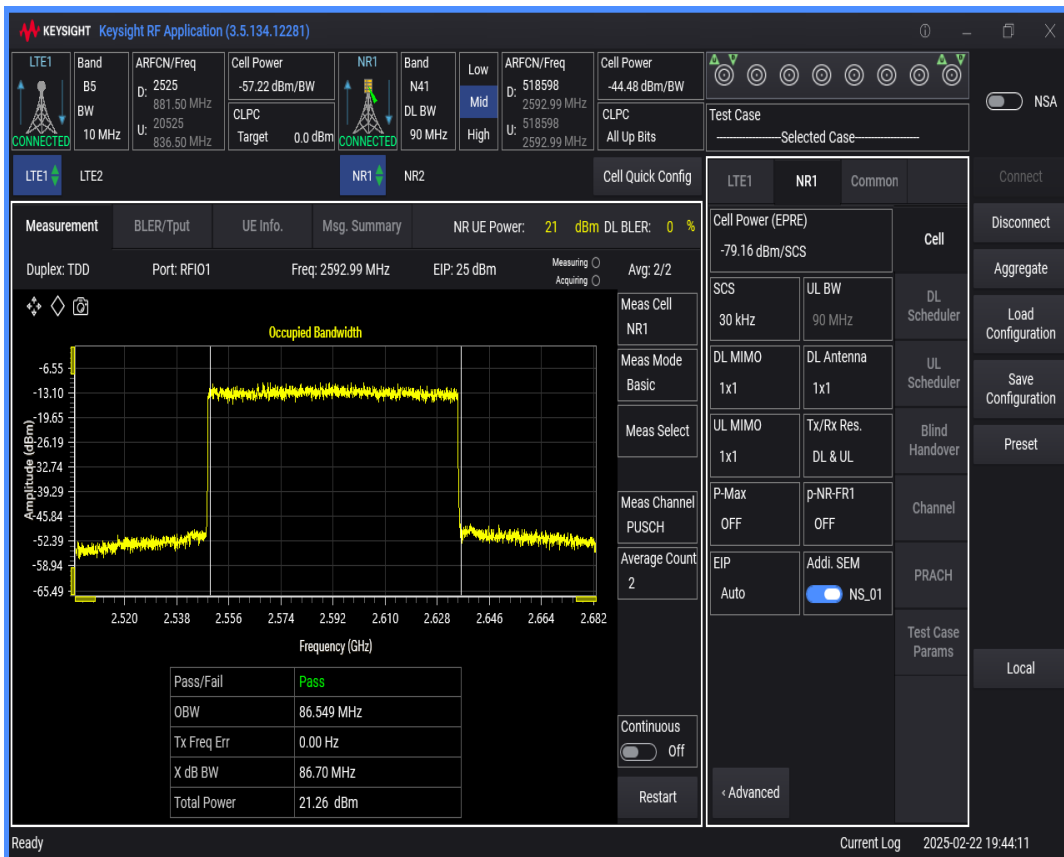 KEYSIGHT Keysight RF Application (3.5.134.12281)
LTE1
CONNECTED
Band
B5
BW
10 MHz
ARFCN/Freq
D: 2525
881.50 MHz
U: 20525
836.50 MHz
Cell Power
-57.22 dBm/BW
CLPC
Target 0.0 dBm
NR1
CONNECTED
Band
N41
DL BW
90 MHz
Low
Mid
High
ARFCN/Freq
D: 518598
2592.99 MHz
U: 518598
2592.99 MHz
Cell Power
-44.48 dBm/BW
CLPC
All Up Bits
Test Case
Selected Case
NSA
LTE1 LTE2 NR1 NR2 Cell Quick Config
Measurement BLER/Tput UE Info. Msg. Summary NR UE Power: 21 dBm DL BLER: 0 %
Duplex: TDD Port: RFIO1 Freq: 2592.99 MHz EIP: 25 dBm Measuring Avg: 2/2
Acquiring
Occupied Bandwidth
Amplitude (dBm)
-6.55
-13.10
-19.65
-26.19
-32.74
-39.29
-45.84
-52.39
-58.94
-65.49
2.520 2.538 2.556 2.574 2.592 2.610 2.628 2.646 2.664 2.682
Frequency (GHz)
Pass/Fail Pass
OBW 86.549 MHz
Tx Freq Err 0.00 Hz
X dB BW 86.70 MHz
Total Power 21.26 dBm
Meas Cell
NR1
Meas Mode
Basic
Meas Select
Meas Channel
PUSCH
Average Count
2
Continuous
Off
Restart
LTE1 NR1 Common
Cell Power (EPRE)
-79.16 dBm/SCS
SCS
30 kHz
UL BW
90 MHz
DL MIMO
1x1
DL Antenna
1x1
UL MIMO
1x1
Tx/Rx Res.
DL & UL
P-Max
OFF
p-NR-FR1
OFF
EIP
Auto
Addi. SEM
NS_01
‹ Advanced
Cell
DL
Scheduler
UL
Scheduler
Blind
Handover
Channel
PRACH
Test Case
Params
Connect
Disconnect
Aggregate
Load
Configuration
Save
Configuration
Preset
Local
Ready Current Log 2025-02-22 19:44:11